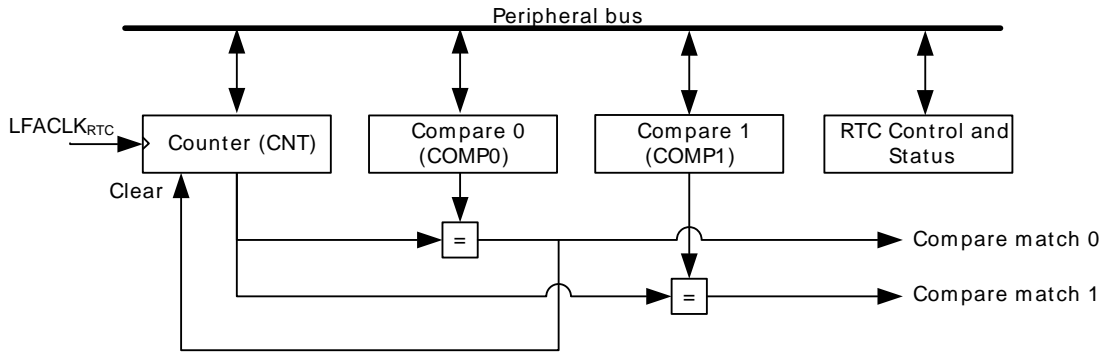 Peripheral bus
LFACLKRTC
Counter (CNT)
Compare 0
(COMP0)
Compare 1
(COMP1)
RTC Control and
Status
Clear
=
Compare match 0
=
Compare match 1